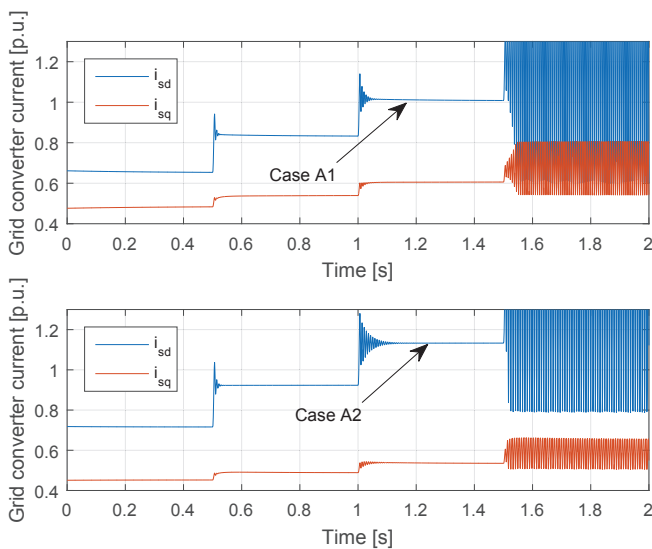 Grid converter current [p.u.]
1.2
1
0.8
0.6
0.4
i_sd
i_sq
Case A1
0 0.2 0.4 0.6 0.8 1 1.2 1.4 1.6 1.8 2
Time [s]
Grid converter current [p.u.]
1.2
1
0.8
0.6
0.4
i_sd
i_sq
Case A2
0 0.2 0.4 0.6 0.8 1 1.2 1.4 1.6 1.8 2
Time [s]